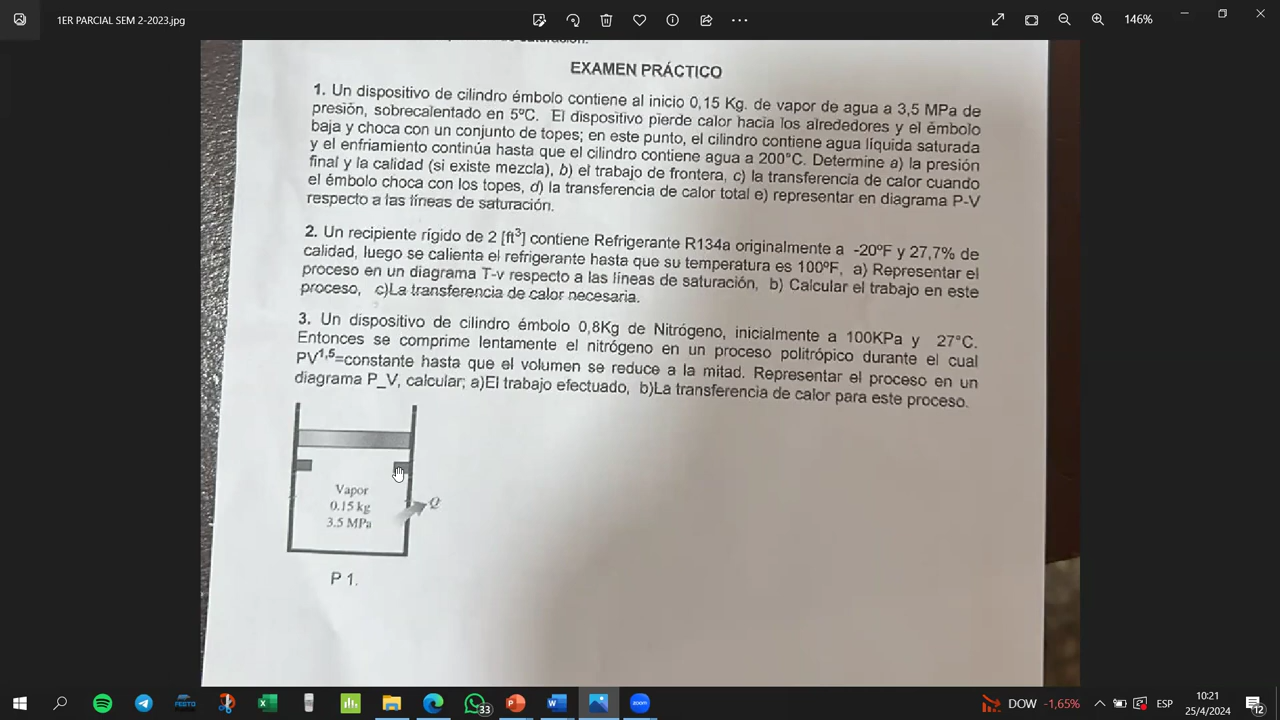 1ER PARCIAL SEM 2-2023.jpg
146%
EXAMEN PRÁCTICO
1. Un dispositivo de cilindro émbolo contiene al inicio 0,15 Kg. de vapor de agua a 3,5 MPa de
presión, sobrecalentado en 5ºC. El dispositivo pierde calor hacia los alrededores y el émbolo
baja y choca con un conjunto de topes; en este punto, el cilindro contiene agua líquida saturada
y el enfriamiento continúa hasta que el cilindro contiene agua a 200°C. Determine a) la presión
final y la calidad (si existe mezcla), b) el trabajo de frontera, c) la transferencia de calor cuando
el émbolo choca con los topes, d) la transferencia de calor total e) representar en diagrama P-V
respecto a las líneas de saturación.
2. Un recipiente rígido de 2 [ft³] contiene Refrigerante R134a originalmente a -20ºF y 27,7% de
calidad, luego se calienta el refrigerante hasta que su temperatura es 100ºF, a) Representar el
proceso en un diagrama T-v respecto a las líneas de saturación, b) Calcular el trabajo en este
proceso, c)La transferencia de calor necesaria.
3. Un dispositivo de cilindro émbolo 0,8Kg de Nitrógeno, inicialmente a 100KPa y 27°C.
Entonces se comprime lentamente el nitrógeno en un proceso politrópico durante el cual
PV¹,⁵=constante hasta que el volumen se reduce a la mitad. Representar el proceso en un
diagrama P_V, calcular; a)El trabajo efectuado, b)La transferencia de calor para este proceso.
Vapor
0.15 kg
3.5 MPa
Q
P 1.
FESTO
33
DOW -1,65%
ESP
10:21
25/4/2024
12